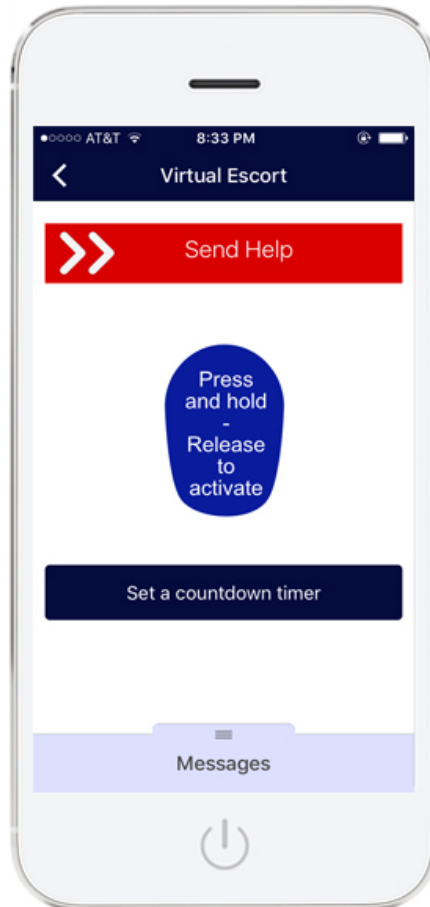 AT&T 8:33 PM
Virtual Escort
Send Help
Press
and hold
-
Release
to
activate
Set a countdown timer
Messages